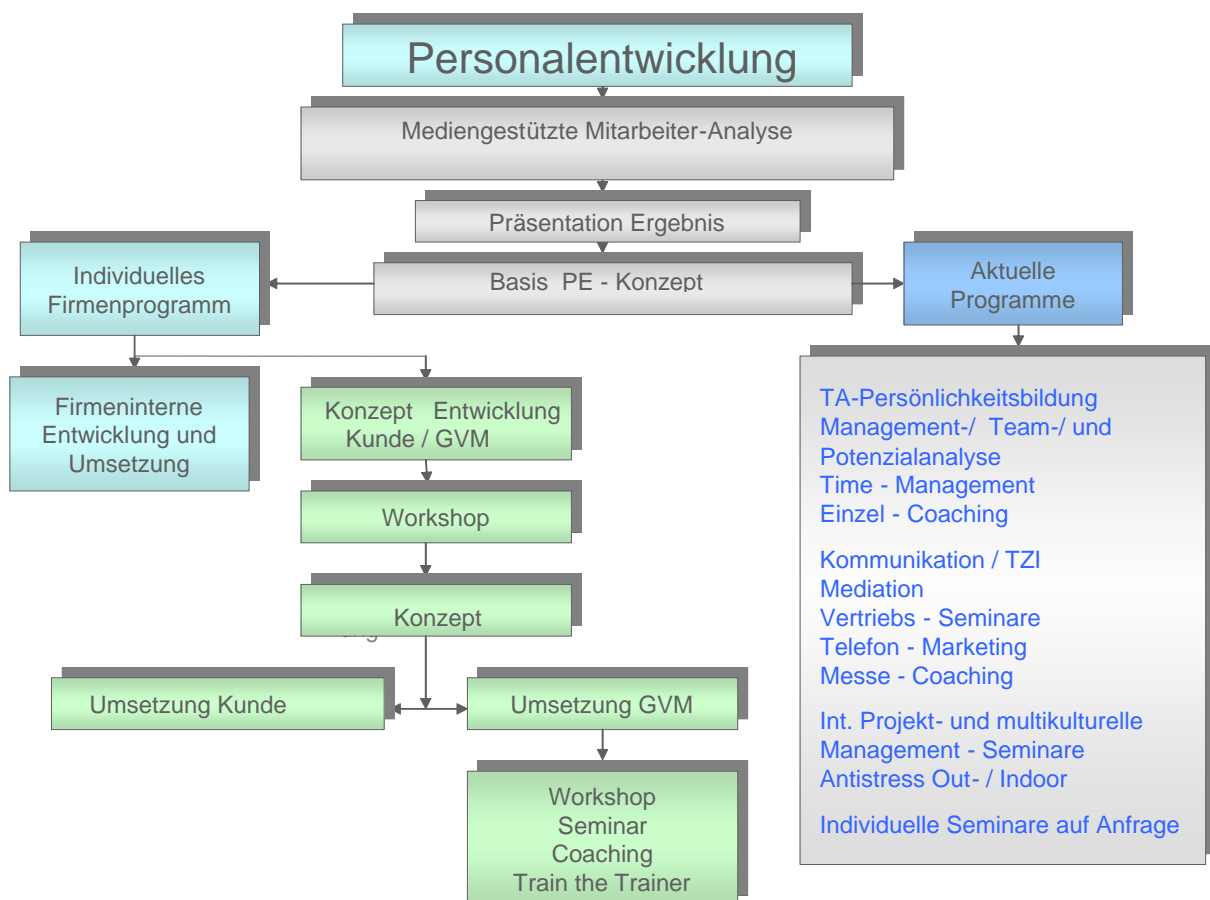 Personalentwicklung
Mediengestützte Mitarbeiter-Analyse
Präsentation Ergebnis
Basis PE - Konzept
Individuelles
Firmenprogramm
Aktuelle
Programme
Firmeninterne
Entwicklung und
Umsetzung
Konzept Entwicklung
Kunde / GVM
Workshop
Konzept
Umsetzung Kunde
Umsetzung GVM
Workshop
Seminar
Coaching
Train the Trainer
TA-Persönlichkeitsbildung
Management-/ Team-/ und
Potenzialanalyse
Time - Management
Einzel - Coaching
Kommunikation / TZI
Mediation
Vertriebs - Seminare
Telefon - Marketing
Messe - Coaching
Int. Projekt- und multikulturelle
Management - Seminare
Antistress Out- / Indoor
Individuelle Seminare auf Anfrage